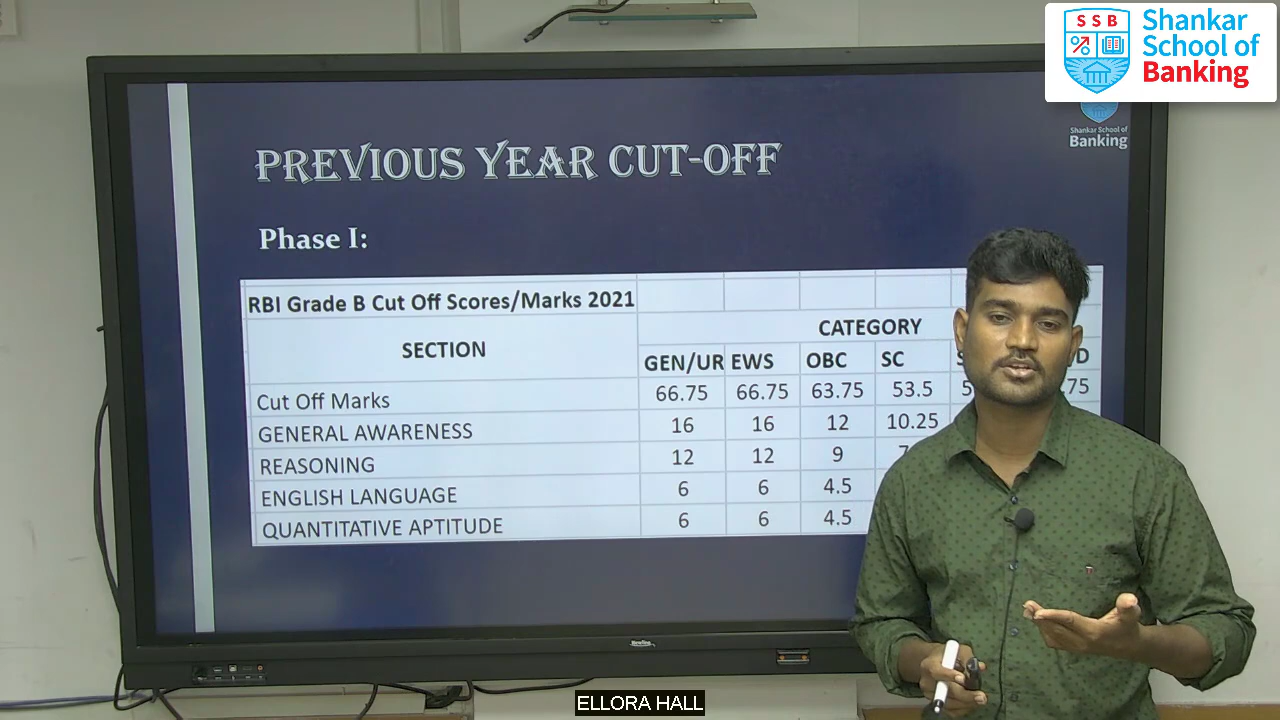 SSB
Shankar
School of
Banking
Shankar School of
Banking
PREVIOUS YEAR CUT-OFF
Phase I:
RBI Grade B Cut Off Scores/Marks 2021
CATEGORY
SECTION
GEN/UR EWS OBC SC
Cut Off Marks 66.75 66.75 63.75 53.5
GENERAL AWARENESS 16 16 12 10.25
REASONING 12 12 9
ENGLISH LANGUAGE 6 6 4.5
QUANTITATIVE APTITUDE 6 6 4.5
ELLORA HALL